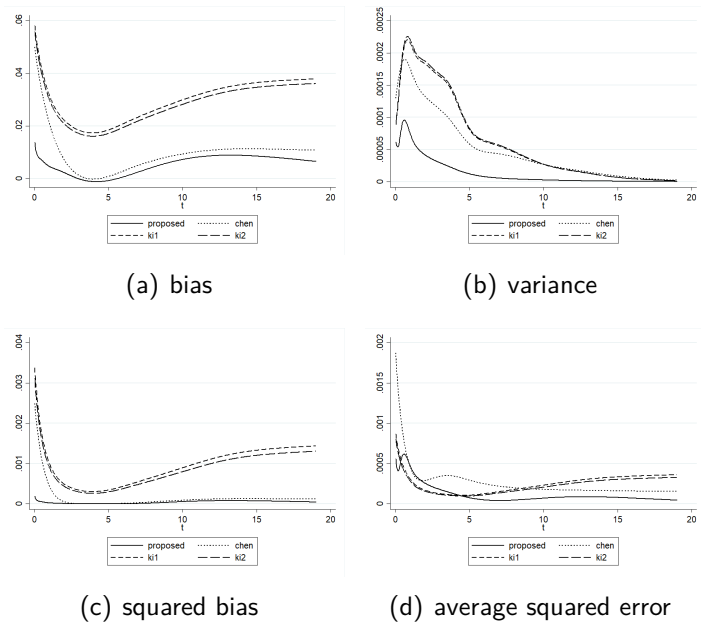 .06
.04
.02
0
0 5 10 15 20
t
proposed chen
ki1 ki2
(a) bias
.00025
.0002
.00015
.0001
.00005
0
0 5 10 15 20
t
proposed chen
ki1 ki2
(b) variance
.004
.003
.002
.001
0
0 5 10 15 20
t
proposed chen
ki1 ki2
(c) squared bias
.002
.0015
.001
.0005
0
0 5 10 15 20
t
proposed chen
ki1 ki2
(d) average squared error